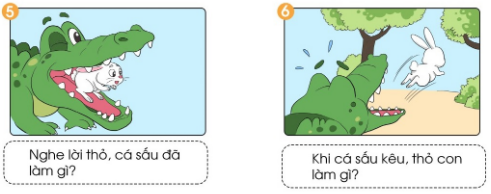 5
Nghe lời thỏ, cá sấu đã
làm gì?
6
Khi cá sấu kêu, thỏ con
làm gì?